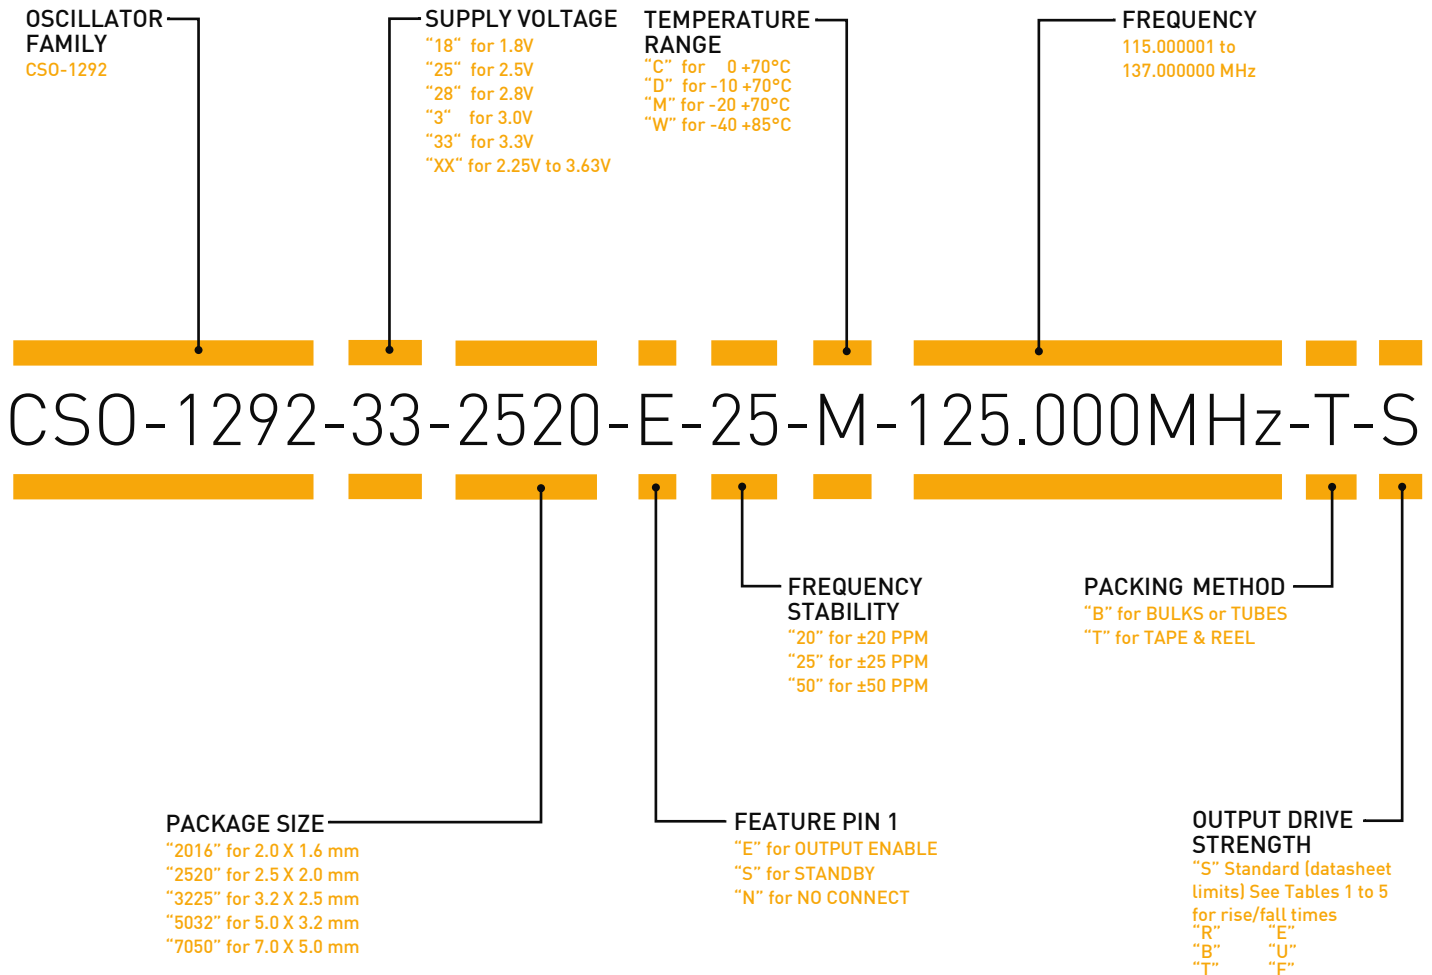 OSCILLATOR
FAMILY
CSO-1292
SUPPLY VOLTAGE
"18" for 1.8V
"25" for 2.5V
"28" for 2.8V
"3" for 3.0V
"33" for 3.3V
"XX" for 2.25V to 3.63V
TEMPERATURE
RANGE
"C" for 0 +70°C
"D" for -10 +70°C
"M" for -20 +70°C
"W" for -40 +85°C
FREQUENCY
115.000001 to
137.000000 MHz
CSO-1292-33-2520-E-25-M-125.000MHz-T-S
FREQUENCY
STABILITY
"20" for ±20 PPM
"25" for ±25 PPM
"50" for ±50 PPM
PACKING METHOD
"B" for BULKS or TUBES
"T" for TAPE & REEL
PACKAGE SIZE
"2016" for 2.0 X 1.6 mm
"2520" for 2.5 X 2.0 mm
"3225" for 3.2 X 2.5 mm
"5032" for 5.0 X 3.2 mm
"7050" for 7.0 X 5.0 mm
FEATURE PIN 1
"E" for OUTPUT ENABLE
"S" for STANDBY
"N" for NO CONNECT
OUTPUT DRIVE
STRENGTH
"S" Standard (datasheet
limits) See Tables 1 to 5
for rise/fall times
"R" "E"
"B" "U"
"T" "F"